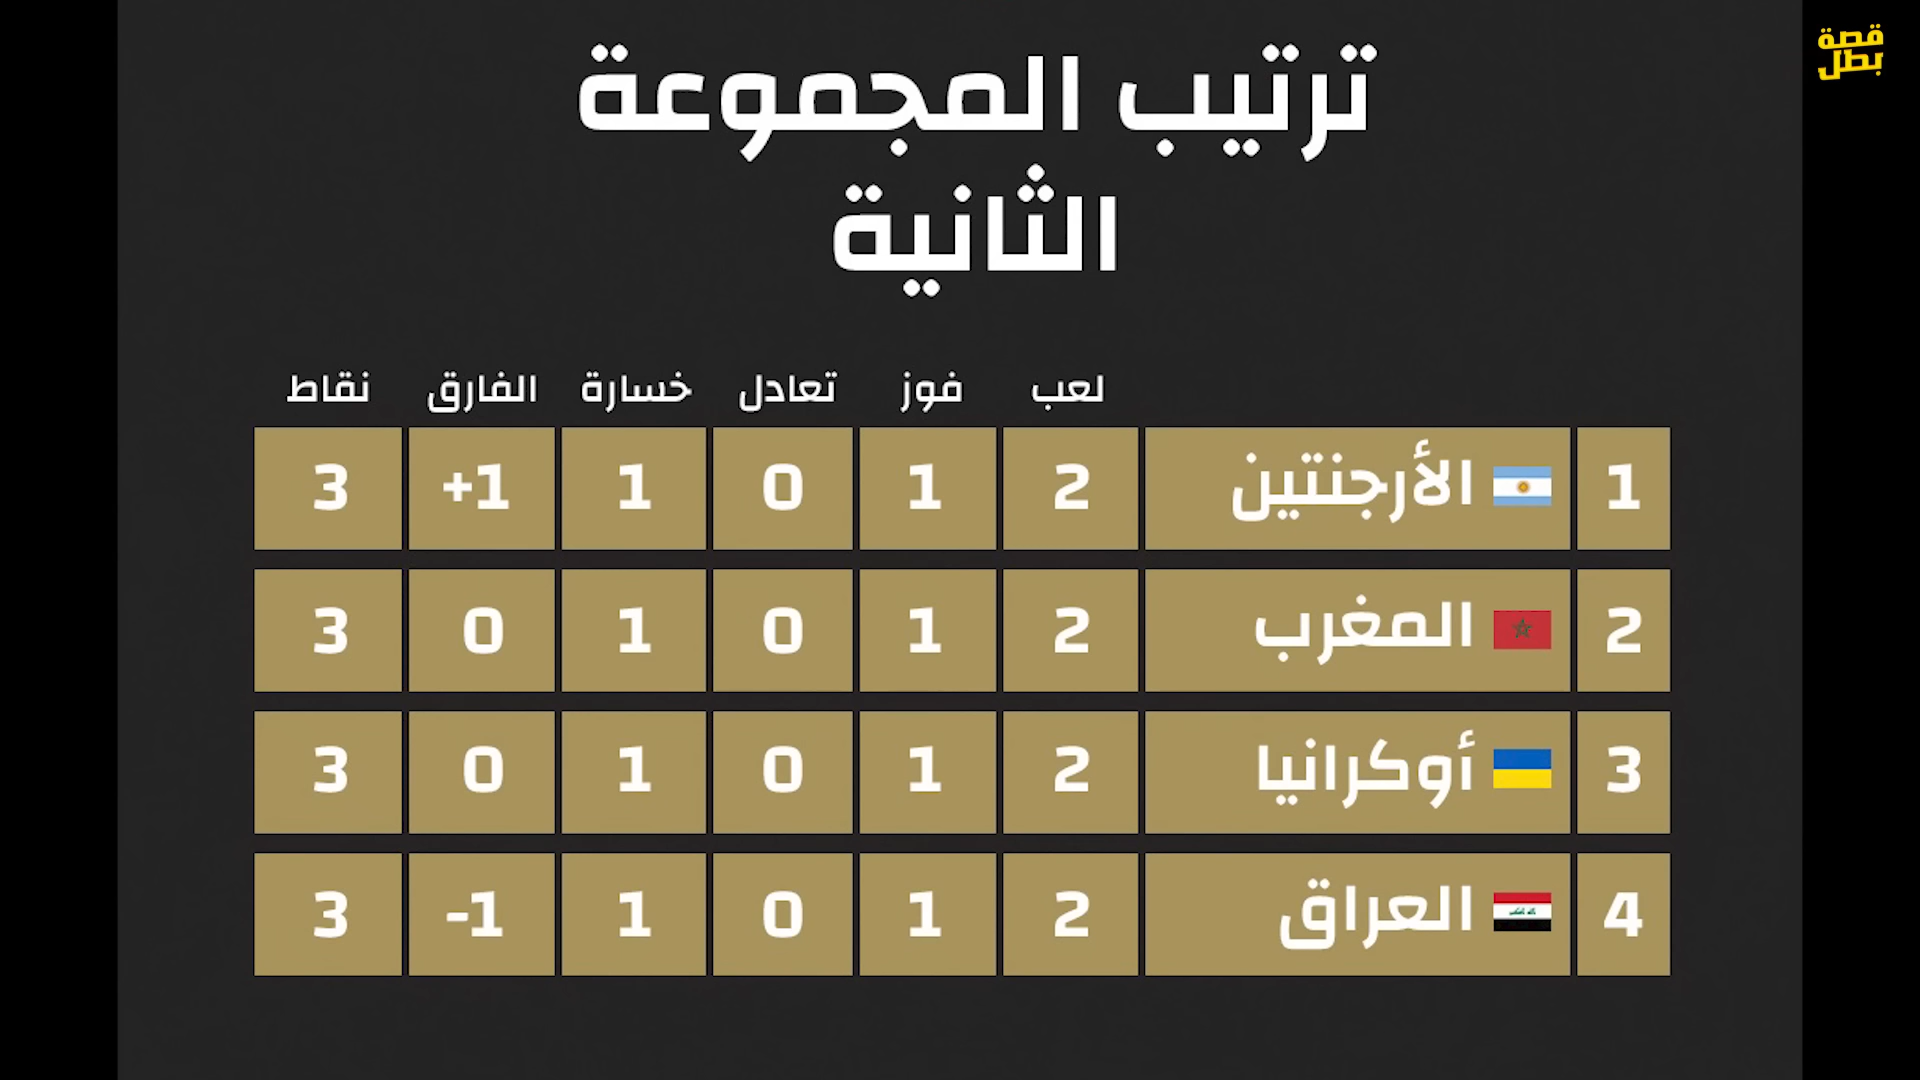 قصة
بطل
ترتيب المجموعة
الثانية
لعب فوز تعادل خسارة الفارق نقاط
1 الأرجنتين 2 1 0 1 +1 3
2 المغرب 2 1 0 1 0 3
3 أوكرانيا 2 1 0 1 0 3
4 العراق 2 1 0 1 -1 3